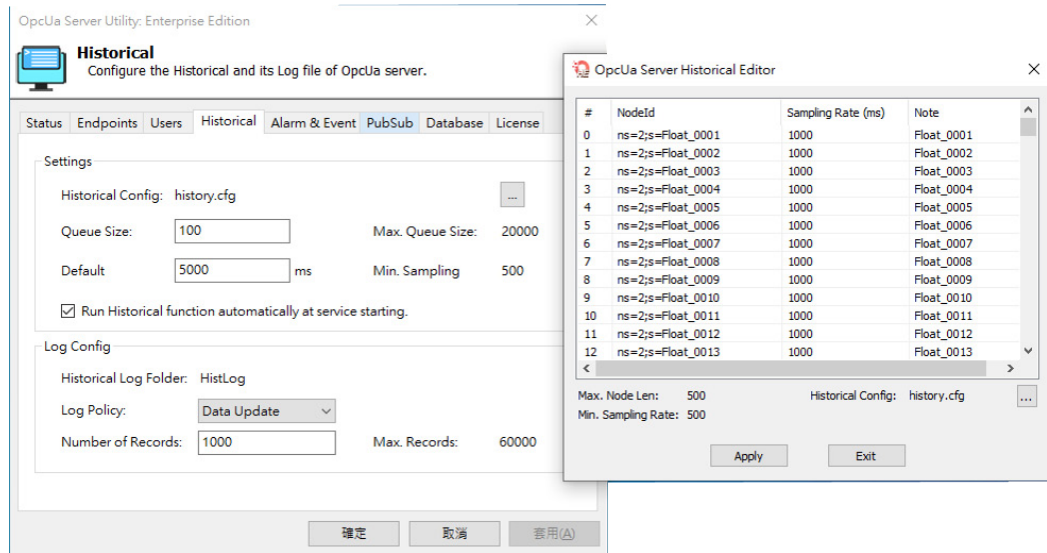 OpcUa Server Utility: Enterprise Edition
Historical
Configure the Historical and its Log file of OpcUa server.
Status Endpoints Users Historical Alarm & Event PubSub Database License
Settings
Historical Config: history.cfg ...
Queue Size: 100 Max. Queue Size: 20000
Default 5000 ms Min. Sampling 500
Run Historical function automatically at service starting.
Log Config
Historical Log Folder: HistLog
Log Policy: Data Update
Number of Records: 1000 Max. Records: 60000
確定 取消 套用(A)
OpcUa Server Historical Editor
# NodeId Sampling Rate (ms) Note
0 ns=2;s=Float_0001 1000 Float_0001
1 ns=2;s=Float_0002 1000 Float_0002
2 ns=2;s=Float_0003 1000 Float_0003
3 ns=2;s=Float_0004 1000 Float_0004
4 ns=2;s=Float_0005 1000 Float_0005
5 ns=2;s=Float_0006 1000 Float_0006
6 ns=2;s=Float_0007 1000 Float_0007
7 ns=2;s=Float_0008 1000 Float_0008
8 ns=2;s=Float_0009 1000 Float_0009
9 ns=2;s=Float_0010 1000 Float_0010
10 ns=2;s=Float_0011 1000 Float_0011
11 ns=2;s=Float_0012 1000 Float_0012
12 ns=2;s=Float_0013 1000 Float_0013
Max. Node Len: 500 Historical Config: history.cfg ...
Min. Sampling Rate: 500
Apply Exit